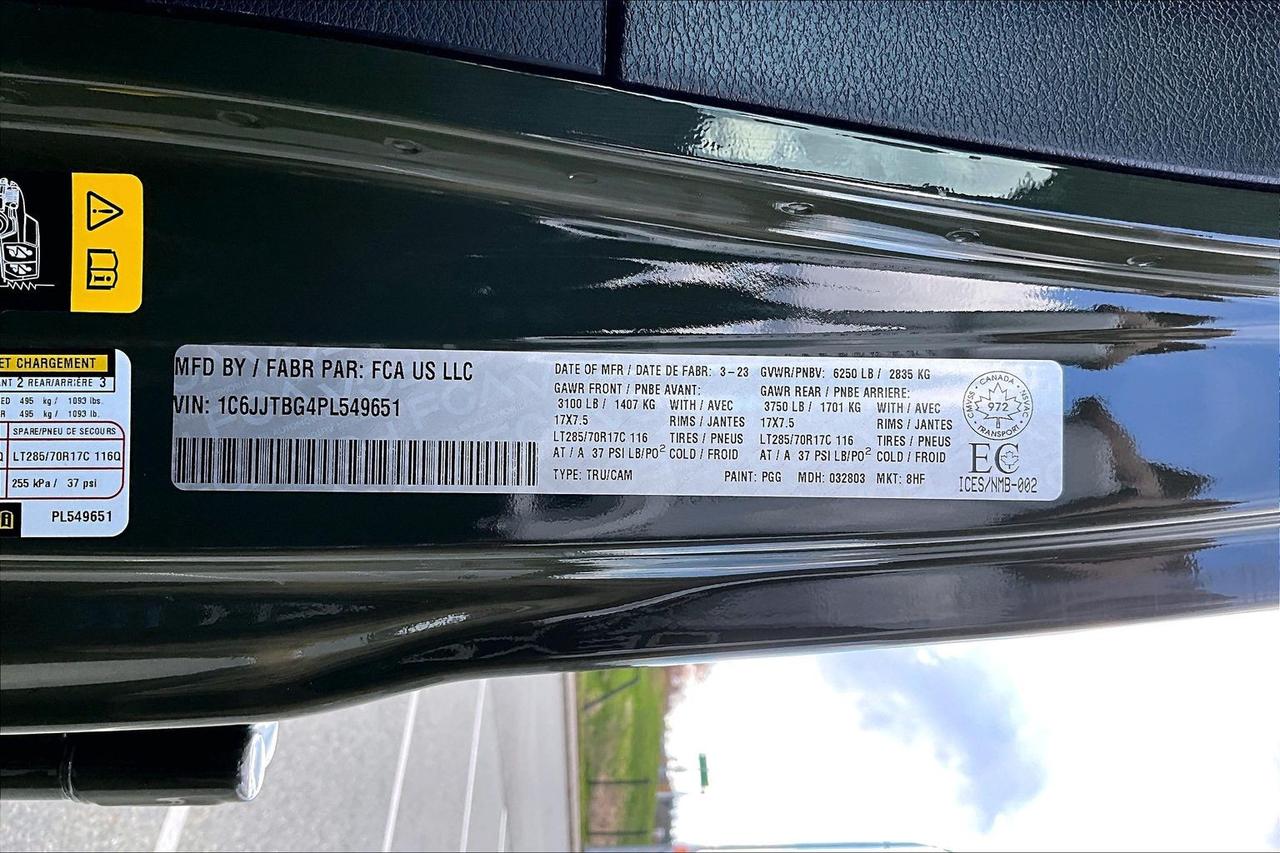 ET CHARGEMENT
ANT 2 REAR/ARRIÈRE 3
ED 495 kg / 1093 lbs.
R 495 kg / 1093 lb
SPARE/PNEU DE SECOURS
Q LT285/70R17C 116Q
255 kPa / 37 psi
PL549651
MFD BY / FABR PAR: FCA US LLC
VIN: 1C6JJTBG4PL549651
DATE OF MFR / DATE DE FABR: 3-23 GVWR/PNBV: 6250 LB / 2835 KG
GAWR FRONT / PNBE AVANT: GAWR REAR / PNBE ARRIERE:
3100 LB / 1407 KG WITH / AVEC 3750 LB / 1701 KG WITH / AVEC
17X7.5 RIMS / JANTES 17X7.5 RIMS / JANTES
LT285/70R17C 116 TIRES / PNEUS LT285/70R17C 116 TIRES / PNEUS
AT / A 37 PSI LB/PO² COLD / FROID AT / A 37 PSI LB/PO² COLD / FROID
TYPE: TRU/CAM PAINT: PGG MDH: 032803 MKT: 8HF
CMVSS · CANADA · NSVAC
972
TRANSPORT
EC
ICES/NMB-002